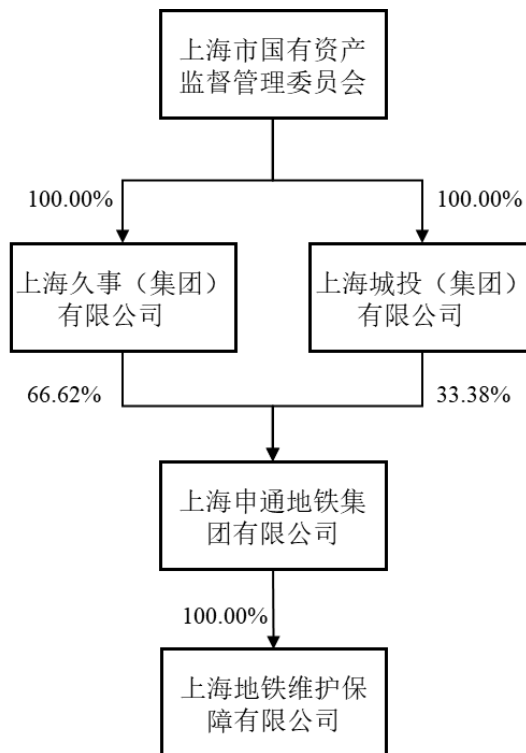 上海市国有资产
监督管理委员会
100.00%
100.00%
上海久事（集团）
有限公司
上海城投（集团）
有限公司
66.62%
33.38%
上海申通地铁集
团有限公司
100.00%
上海地铁维护保
障有限公司